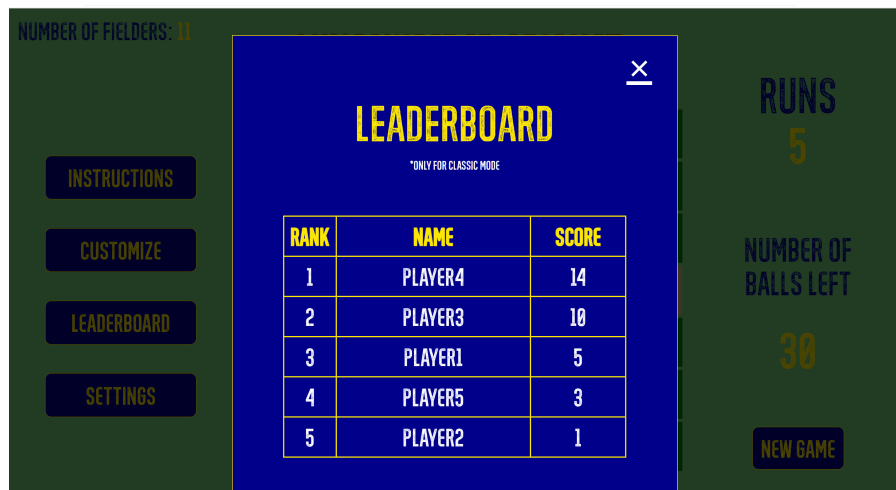 NUMBER OF FIELDERS: 11
×
LEADERBOARD
*ONLY FOR CLASSIC MODE
RANK NAME SCORE
1 PLAYER4 14
2 PLAYER3 10
3 PLAYER1 5
4 PLAYER5 3
5 PLAYER2 1
INSTRUCTIONS
CUSTOMIZE
LEADERBOARD
SETTINGS
RUNS
5
NUMBER OF
BALLS LEFT
30
NEW GAME